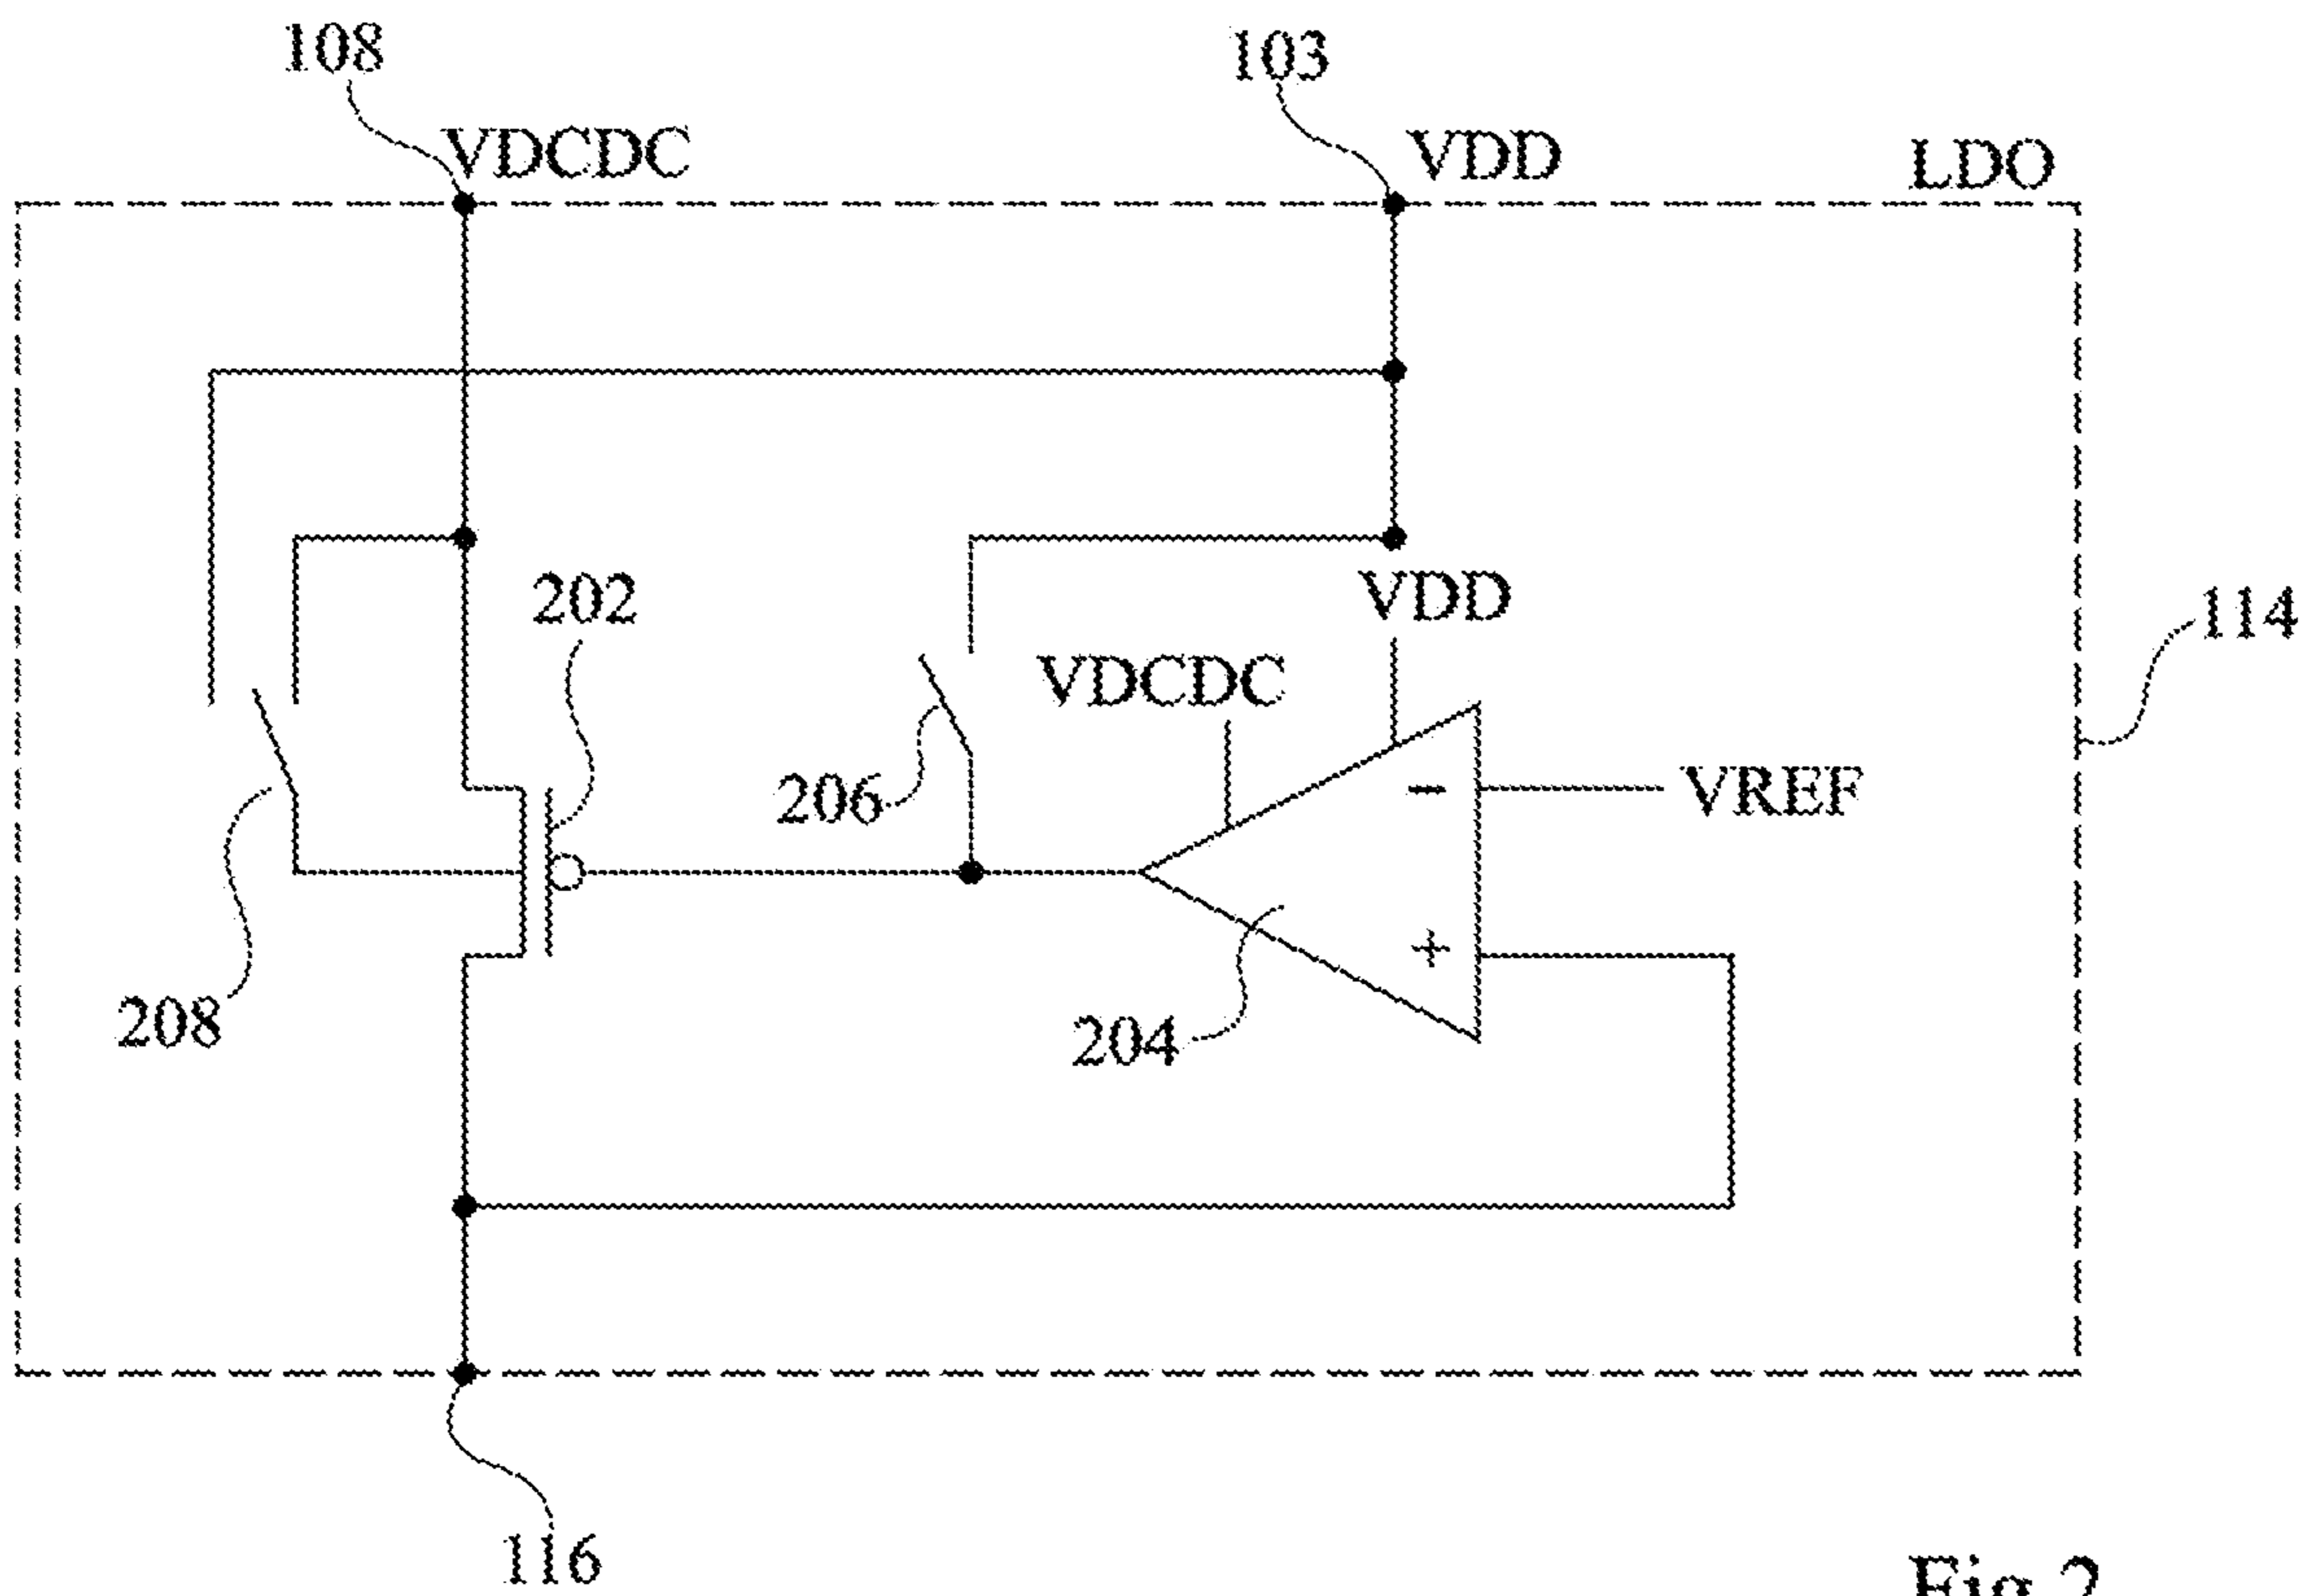 108
103
VDCDC
VDD
LDO
202
VDD
114
VDCDC
206
-
VREF
+
208
204
116
Fig 2